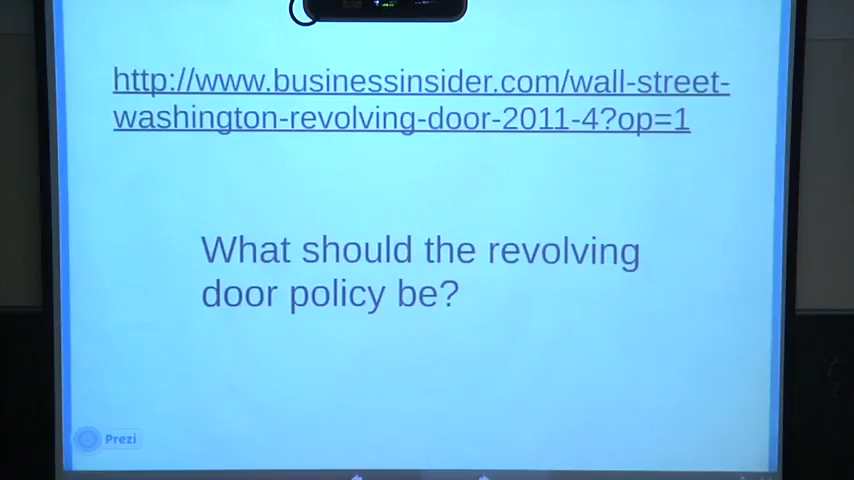 http://www.businessinsider.com/wall-street-
washington-revolving-door-2011-4?op=1
What should the revolving
door policy be?
Prezi